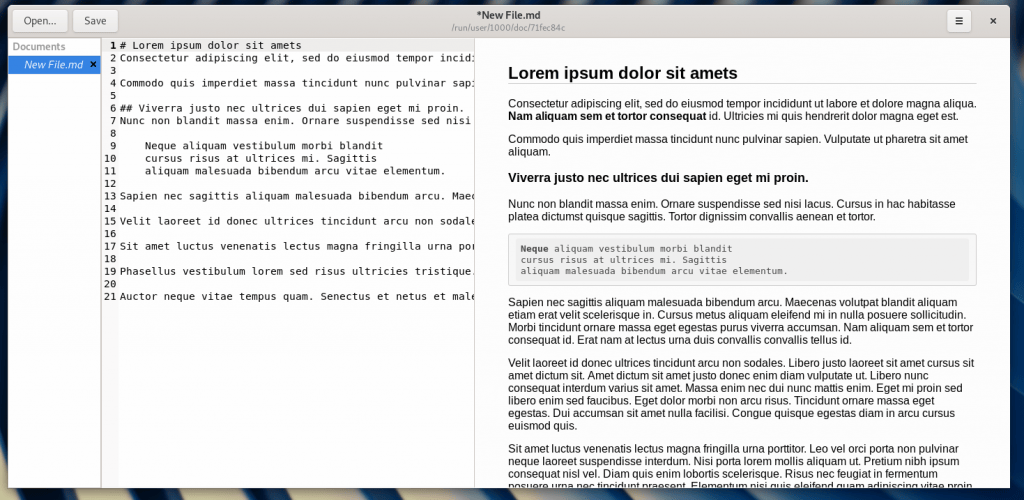 Open...
Save
*New File.md
/run/user/1000/doc/71fec84c
Documents
New File.md
1 # Lorem ipsum dolor sit amets
2 Consectetur adipiscing elit, sed do eiusmod tempor incidi
3
4 Commodo quis imperdiet massa tincidunt nunc pulvinar sapi
5
6 ## Viverra justo nec ultrices dui sapien eget mi proin.
7 Nunc non blandit massa enim. Ornare suspendisse sed nisi
8
9 Neque aliquam vestibulum morbi blandit
10 cursus risus at ultrices mi. Sagittis
11 aliquam malesuada bibendum arcu vitae elementum.
12
13 Sapien nec sagittis aliquam malesuada bibendum arcu. Maec
14
15 Velit laoreet id donec ultrices tincidunt arcu non sodale
16
17 Sit amet luctus venenatis lectus magna fringilla urna por
18
19 Phasellus vestibulum lorem sed risus ultricies tristique.
20
21 Auctor neque vitae tempus quam. Senectus et netus et male
Lorem ipsum dolor sit amets
Consectetur adipiscing elit, sed do eiusmod tempor incididunt ut labore et dolore magna aliqua.
Nam aliquam sem et tortor consequat id. Ultricies mi quis hendrerit dolor magna eget est.
Commodo quis imperdiet massa tincidunt nunc pulvinar sapien. Vulputate ut pharetra sit amet
aliquam.
Viverra justo nec ultrices dui sapien eget mi proin.
Nunc non blandit massa enim. Ornare suspendisse sed nisi lacus. Cursus in hac habitasse
platea dictumst quisque sagittis. Tortor dignissim convallis aenean et tortor.
Neque aliquam vestibulum morbi blandit
cursus risus at ultrices mi. Sagittis
aliquam malesuada bibendum arcu vitae elementum.
Sapien nec sagittis aliquam malesuada bibendum arcu. Maecenas volutpat blandit aliquam
etiam erat velit scelerisque in. Cursus metus aliquam eleifend mi in nulla posuere sollicitudin.
Morbi tincidunt ornare massa eget egestas purus viverra accumsan. Nam aliquam sem et tortor
consequat id. Erat nam at lectus urna duis convallis convallis tellus id.
Velit laoreet id donec ultrices tincidunt arcu non sodales. Libero justo laoreet sit amet cursus sit
amet dictum sit. Amet dictum sit amet justo donec enim diam vulputate ut. Libero nunc
consequat interdum varius sit amet. Massa enim nec dui nunc mattis enim. Eget mi proin sed
libero enim sed faucibus. Eget dolor morbi non arcu risus. Tincidunt ornare massa eget
egestas. Dui accumsan sit amet nulla facilisi. Congue quisque egestas diam in arcu cursus
euismod quis.
Sit amet luctus venenatis lectus magna fringilla urna porttitor. Leo vel orci porta non pulvinar
neque laoreet suspendisse interdum. Nisi porta lorem mollis aliquam ut. Pretium nibh ipsum
consequat nisl vel. Diam quis enim lobortis scelerisque. Risus nec feugiat in fermentum
posuere urna nec tincidunt praesent. Elementum nisi quis eleifend quam adipiscing vitae proin